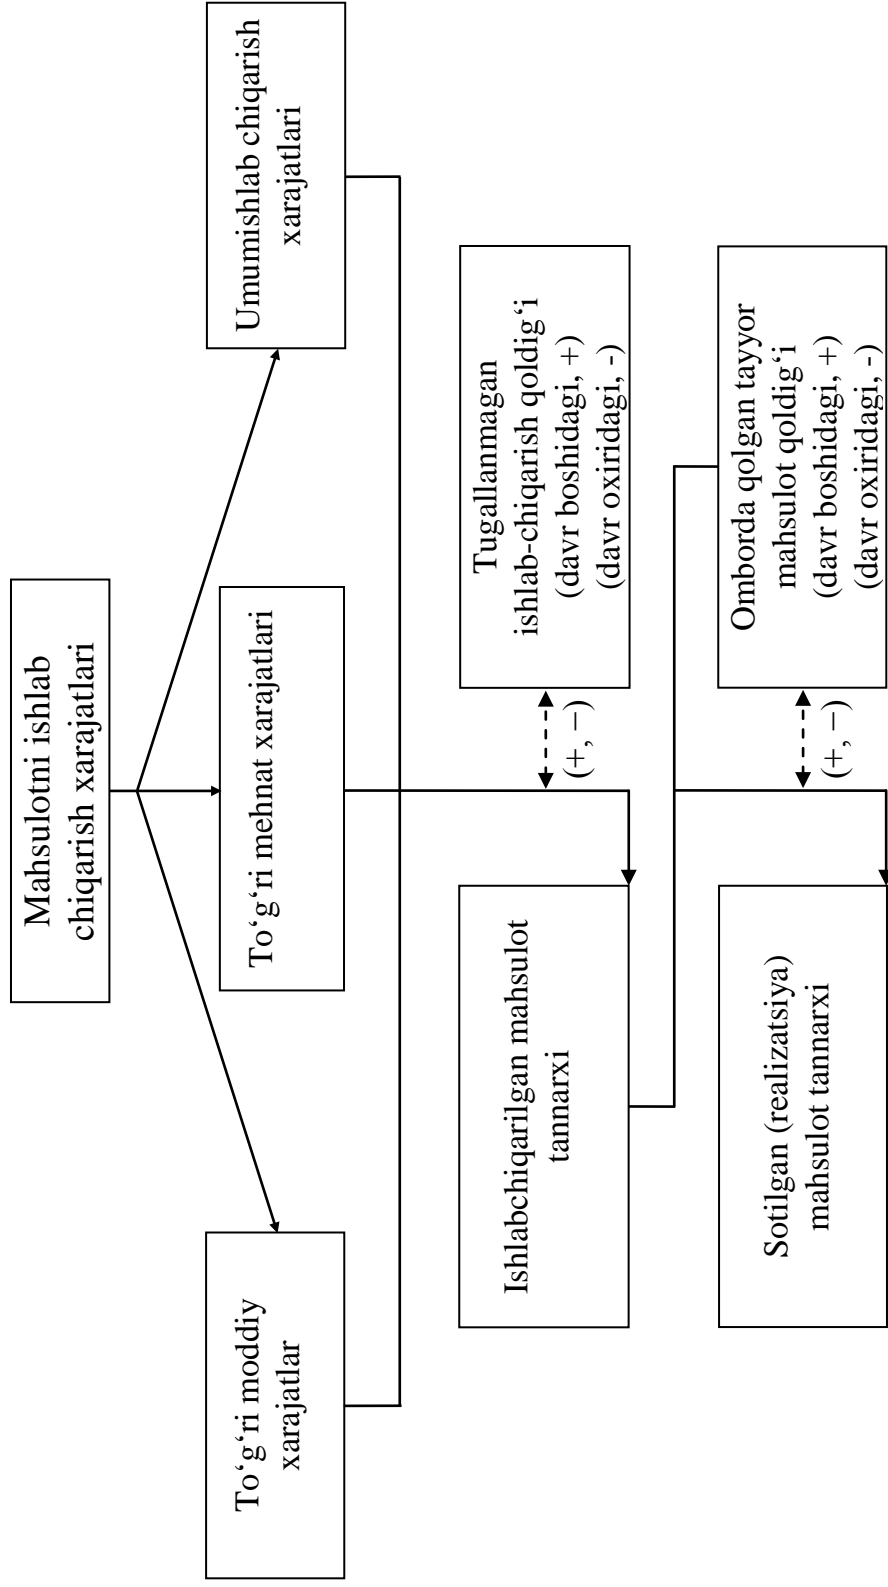 Mahsulotni ishlab
chiqarish xarajatlari
To‘g‘ri moddiy
xarajatlar
To‘g‘ri mehnat xarajatlari
Umumishlab chiqarish
xarajatlari
Ishlabchiqarilgan mahsulot
tannarxi
(+, –)
Tugallanmagan
ishlab-chiqarish qoldig‘i
(davr boshidagi, +)
(davr oxiridagi, -)
Sotilgan (realizatsiya)
mahsulot tannarxi
(+, –)
Omborda qolgan tayyor
mahsulot qoldig‘i
(davr boshidagi, +)
(davr oxiridagi, -)